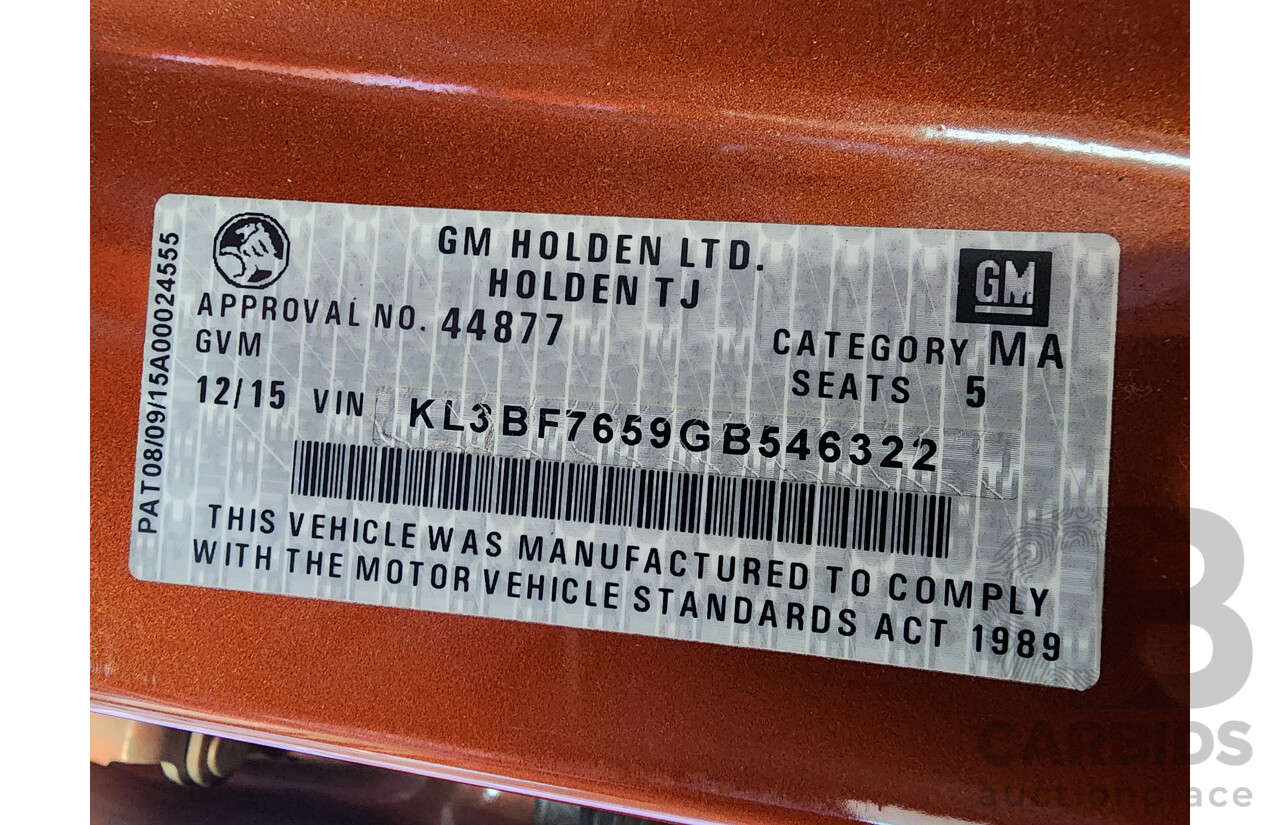 GM HOLDEN LTD.
HOLDEN TJ
GM
APPROVAL NO. 44877
CATEGORY MA
GVM
SEATS 5
12/15 VIN KL3BF7659GB546322
THIS VEHICLE WAS MANUFACTURED TO COMPLY
WITH THE MOTOR VEHICLE STANDARDS ACT 1989
PAT08/09/15A00024555
CARBIDS
auctionplace